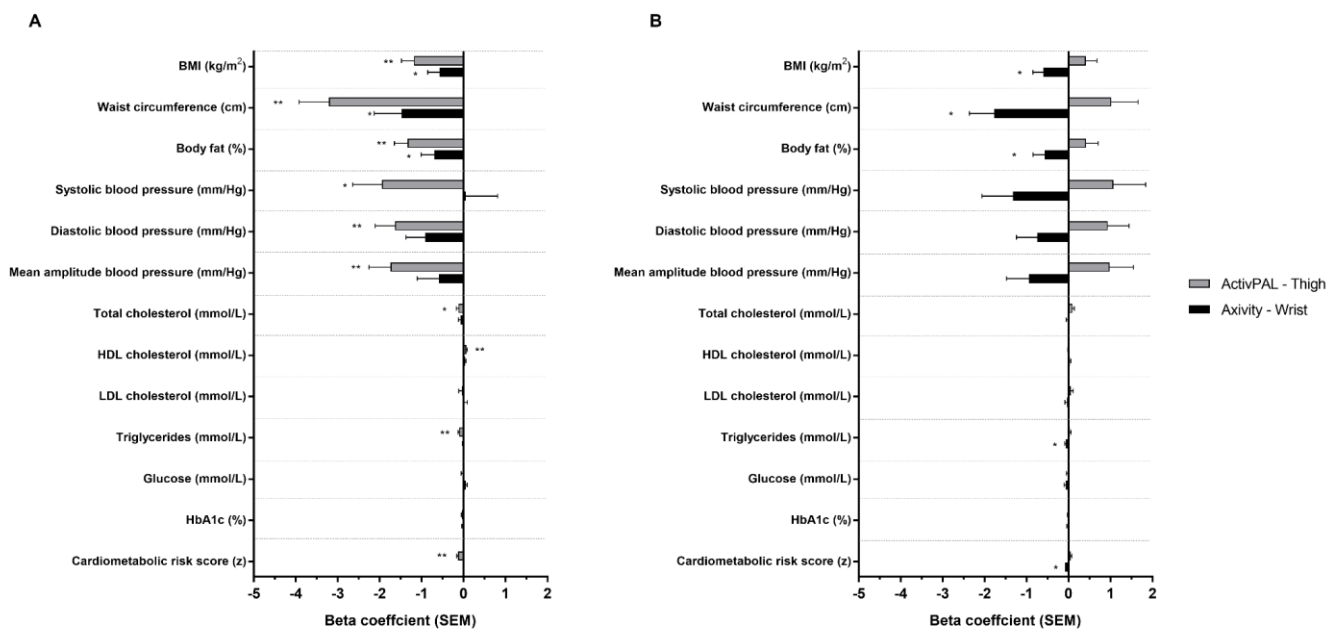 A
BMI (kg/m²)
Waist circumference (cm)
Body fat (%)
Systolic blood pressure (mm/Hg)
Diastolic blood pressure (mm/Hg)
Mean amplitude blood pressure (mm/Hg)
Total cholesterol (mmol/L)
HDL cholesterol (mmol/L)
LDL cholesterol (mmol/L)
Triglycerides (mmol/L)
Glucose (mmol/L)
HbA1c (%)
Cardiometabolic risk score (z)
**
*
**
*
**
*
*
**
**
*
**
**
**
-5 -4 -3 -2 -1 0 1 2
Beta coeffcient (SEM)
B
BMI (kg/m²)
Waist circumference (cm)
Body fat (%)
Systolic blood pressure (mm/Hg)
Diastolic blood pressure (mm/Hg)
Mean amplitude blood pressure (mm/Hg)
Total cholesterol (mmol/L)
HDL cholesterol (mmol/L)
LDL cholesterol (mmol/L)
Triglycerides (mmol/L)
Glucose (mmol/L)
HbA1c (%)
Cardiometabolic risk score (z)
*
*
*
*
*
-5 -4 -3 -2 -1 0 1 2
Beta coeffcient (SEM)
ActivPAL - Thigh
Axivity - Wrist